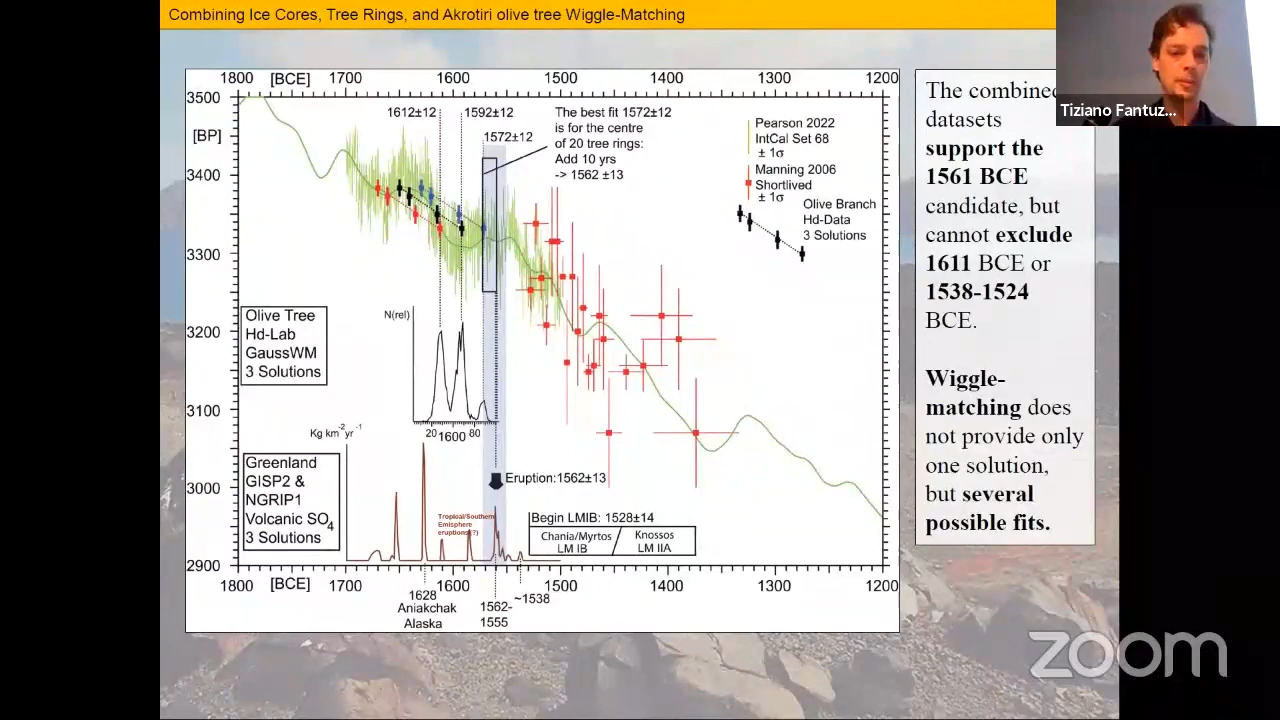 Combining Ice Cores, Tree Rings, and Akrotiri olive tree Wiggle-Matching
Tiziano Fantuz...
1800 [BCE] 1700 1600 1500 1400 1300 1200
3500
[BP]
3400
3300
3200
3100
3000
2900
1612±12
1592±12
1572±12
The best fit 1572±12
is for the centre
of 20 tree rings:
Add 10 yrs
-> 1562 ±13
Pearson 2022
IntCal Set 68
± 1σ
Manning 2006
Shortlived
± 1σ
Olive Branch
Hd-Data
3 Solutions
Olive Tree
Hd-Lab
GaussWM
3 Solutions
N(rel)
20 1600 80
Kg km-2yr-1
Greenland
GISP2 &
NGRIP1
Volcanic SO4
3 Solutions
Tropical/Southern
Emisphere
eruptions(?)
Eruption:1562±13
Begin LMIB: 1528±14
Chania/Myrtos
LM IB
Knossos
LM IIA
1800 [BCE] 1700 1600 1500 1400 1300 1200
1628
Aniakchak
Alaska
1562-
1555
~1538
The combined
datasets
support the
1561 BCE
candidate, but
cannot exclude
1611 BCE or
1538-1524
BCE.
Wiggle-
matching does
not provide only
one solution,
but several
possible fits.
zoom